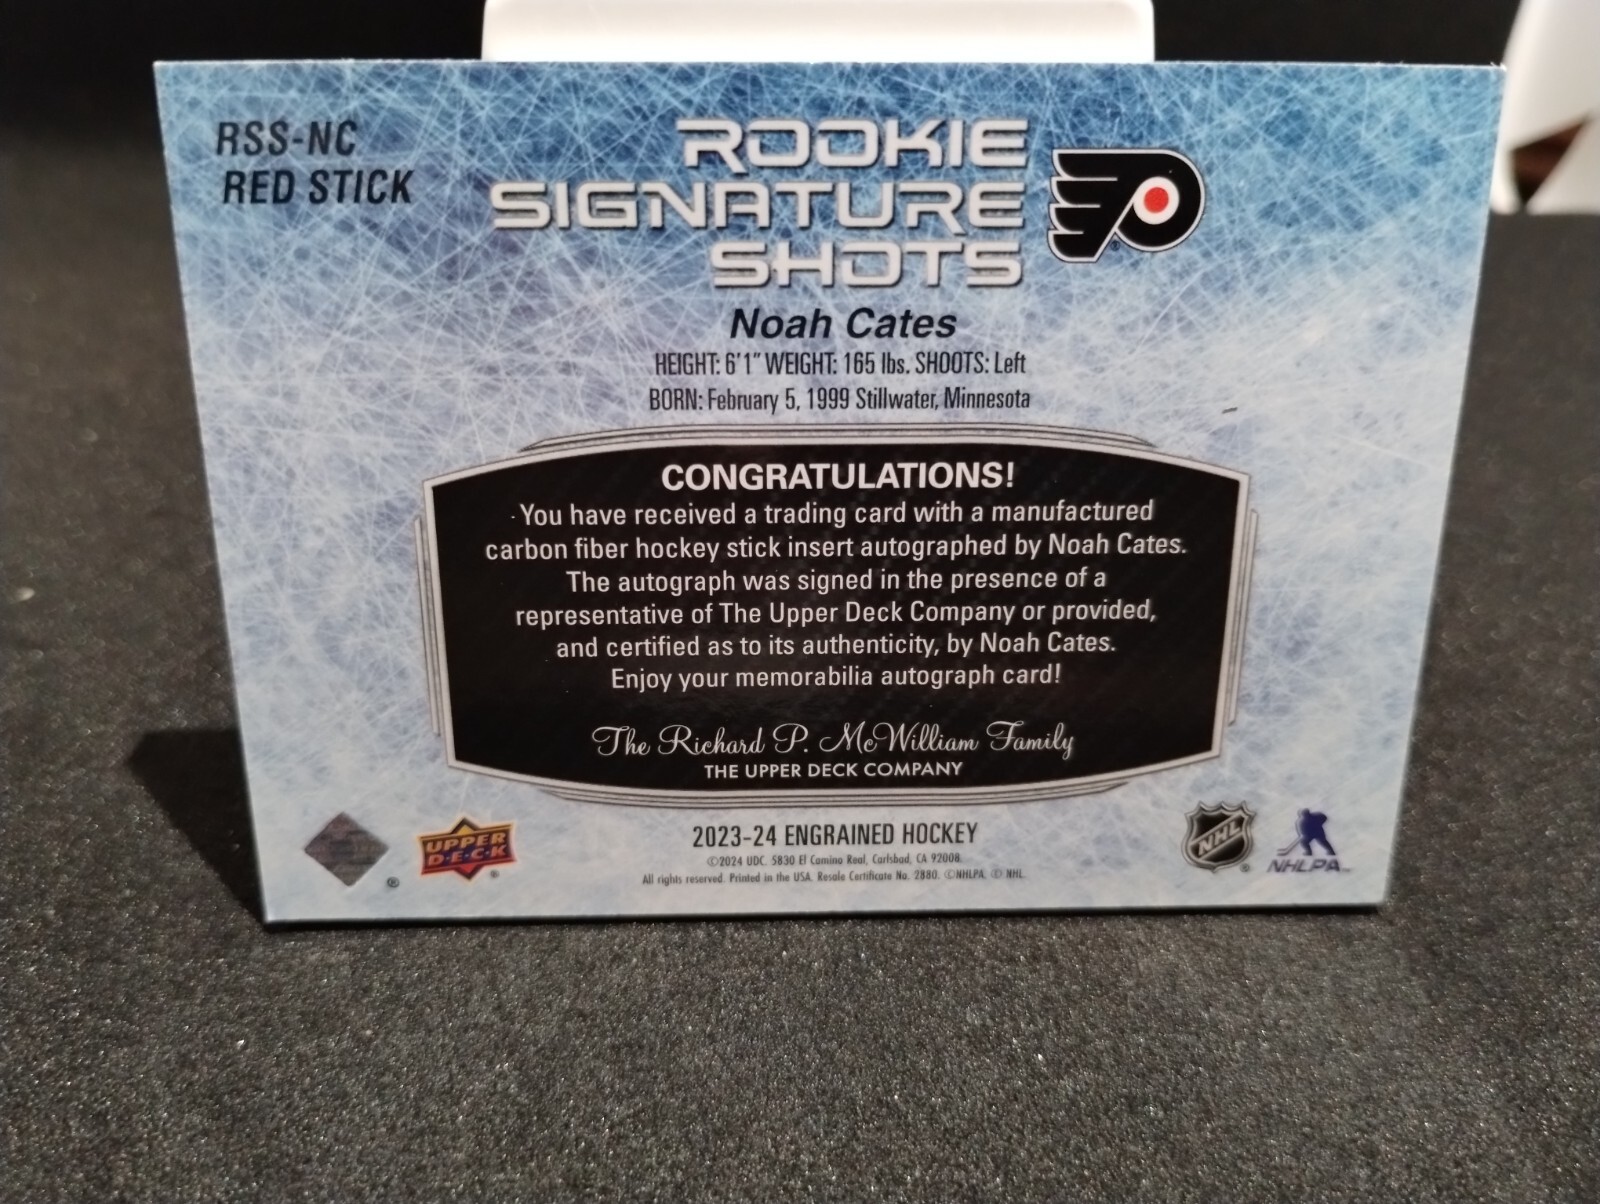 RSS-NC
RED STICK
ROOKIE
SIGNATURE
SHOTS
Noah Cates
HEIGHT: 6'1" WEIGHT: 165 lbs. SHOOTS: Left
BORN: February 5, 1999 Stillwater, Minnesota
CONGRATULATIONS!
You have received a trading card with a manufactured
carbon fiber hockey stick insert autographed by Noah Cates.
The autograph was signed in the presence of a
representative of The Upper Deck Company or provided,
and certified as to its authenticity, by Noah Cates.
Enjoy your memorabilia autograph card!
The Richard P. McWilliam Family
THE UPPER DECK COMPANY
®
UPPER
D·E·C·K
®
2023-24 ENGRAINED HOCKEY
©2024 UDC. 5830 El Camino Real, Carlsbad, CA 92008.
All rights reserved. Printed in the USA. Resale Certificate No. 2880. ©NHLPA. © NHL.
NHL
®
NHLPA™